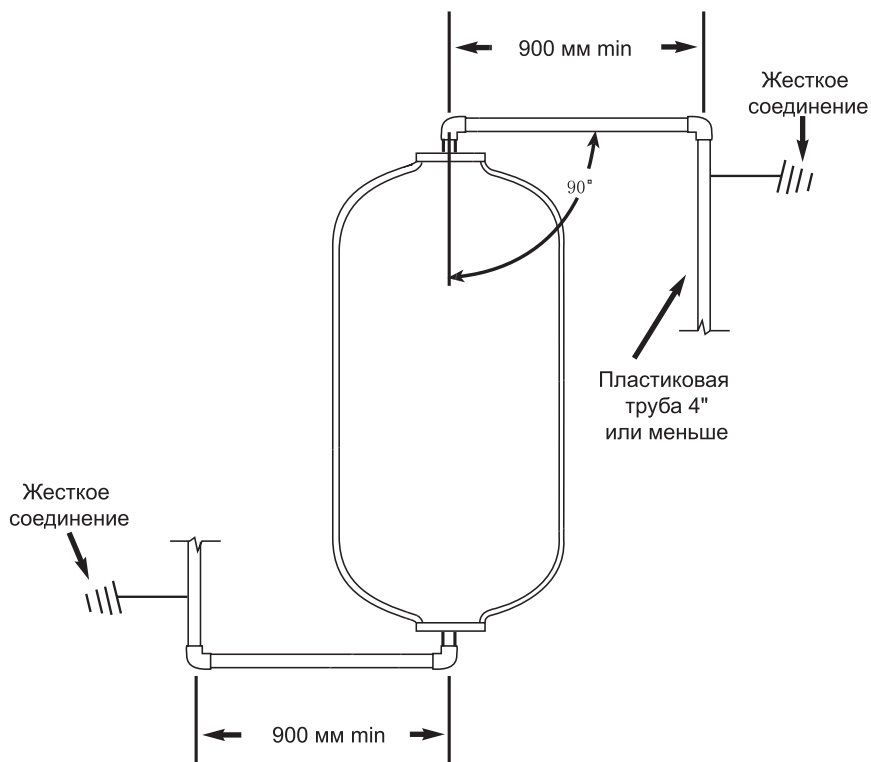 900 мм min
Жесткое
соединение
90°
Пластиковая
труба 4"
или меньше
Жесткое
соединение
900 мм min